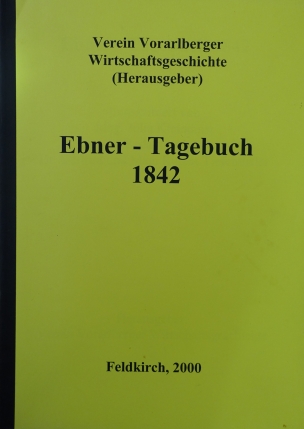 Verein Vorarlberger
Wirtschaftsgeschichte
(Herausgeber)
Ebner - Tagebuch
1842
Feldkirch, 2000